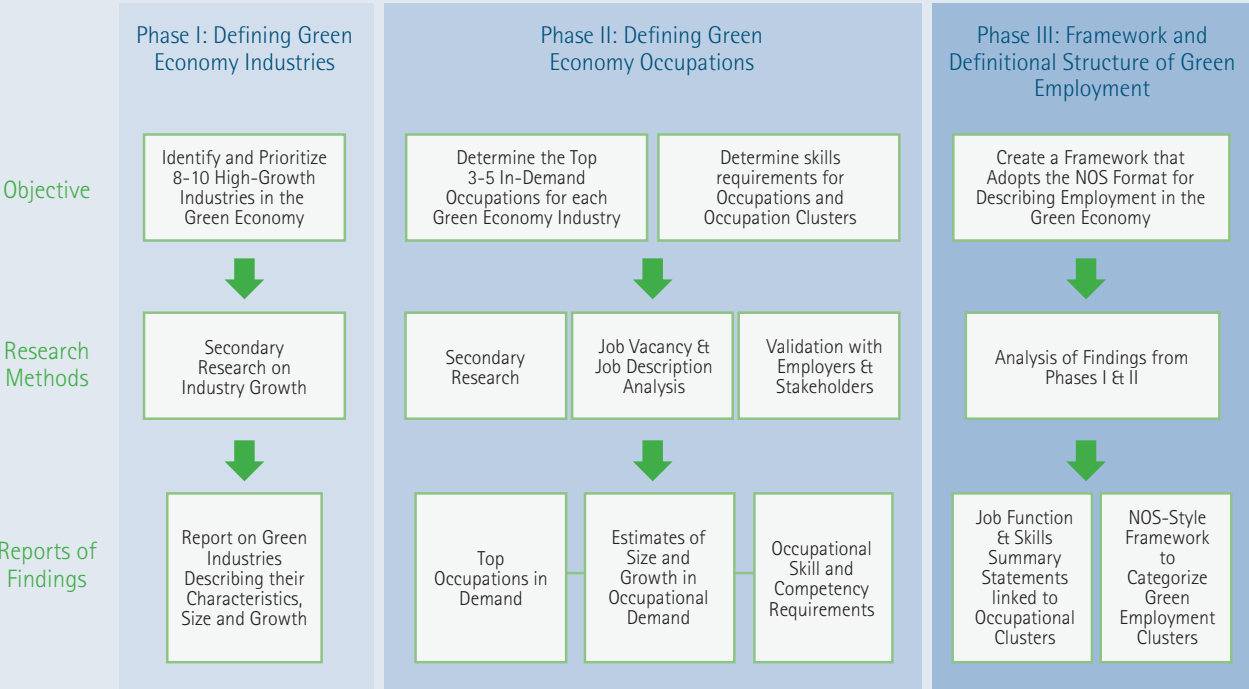 Phase I: Defining Green
Economy Industries
Phase II: Defining Green
Economy Occupations
Phase III: Framework and
Definitional Structure of Green
Employment
Objective
Identify and Prioritize
8-10 High-Growth
Industries in the
Green Economy
Determine the Top
3-5 In-Demand
Occupations for each
Green Economy Industry
Determine skills
requirements for
Occupations and
Occupation Clusters
Create a Framework that
Adopts the NOS Format for
Describing Employment in the
Green Economy
Research
Methods
Secondary
Research on
Industry Growth
Secondary
Research
Job Vacancy &
Job Description
Analysis
Validation with
Employers &
Stakeholders
Analysis of Findings from
Phases I & II
Reports of
Findings
Report on Green
Industries
Describing their
Characteristics,
Size and Growth
Top
Occupations in
Demand
Estimates of
Size and
Growth in
Occupational
Demand
Occupational
Skill and
Competency
Requirements
Job Function
& Skills
Summary
Statements
linked to
Occupational
Clusters
NOS-Style
Framework
to
Categorize
Green
Employment
Clusters